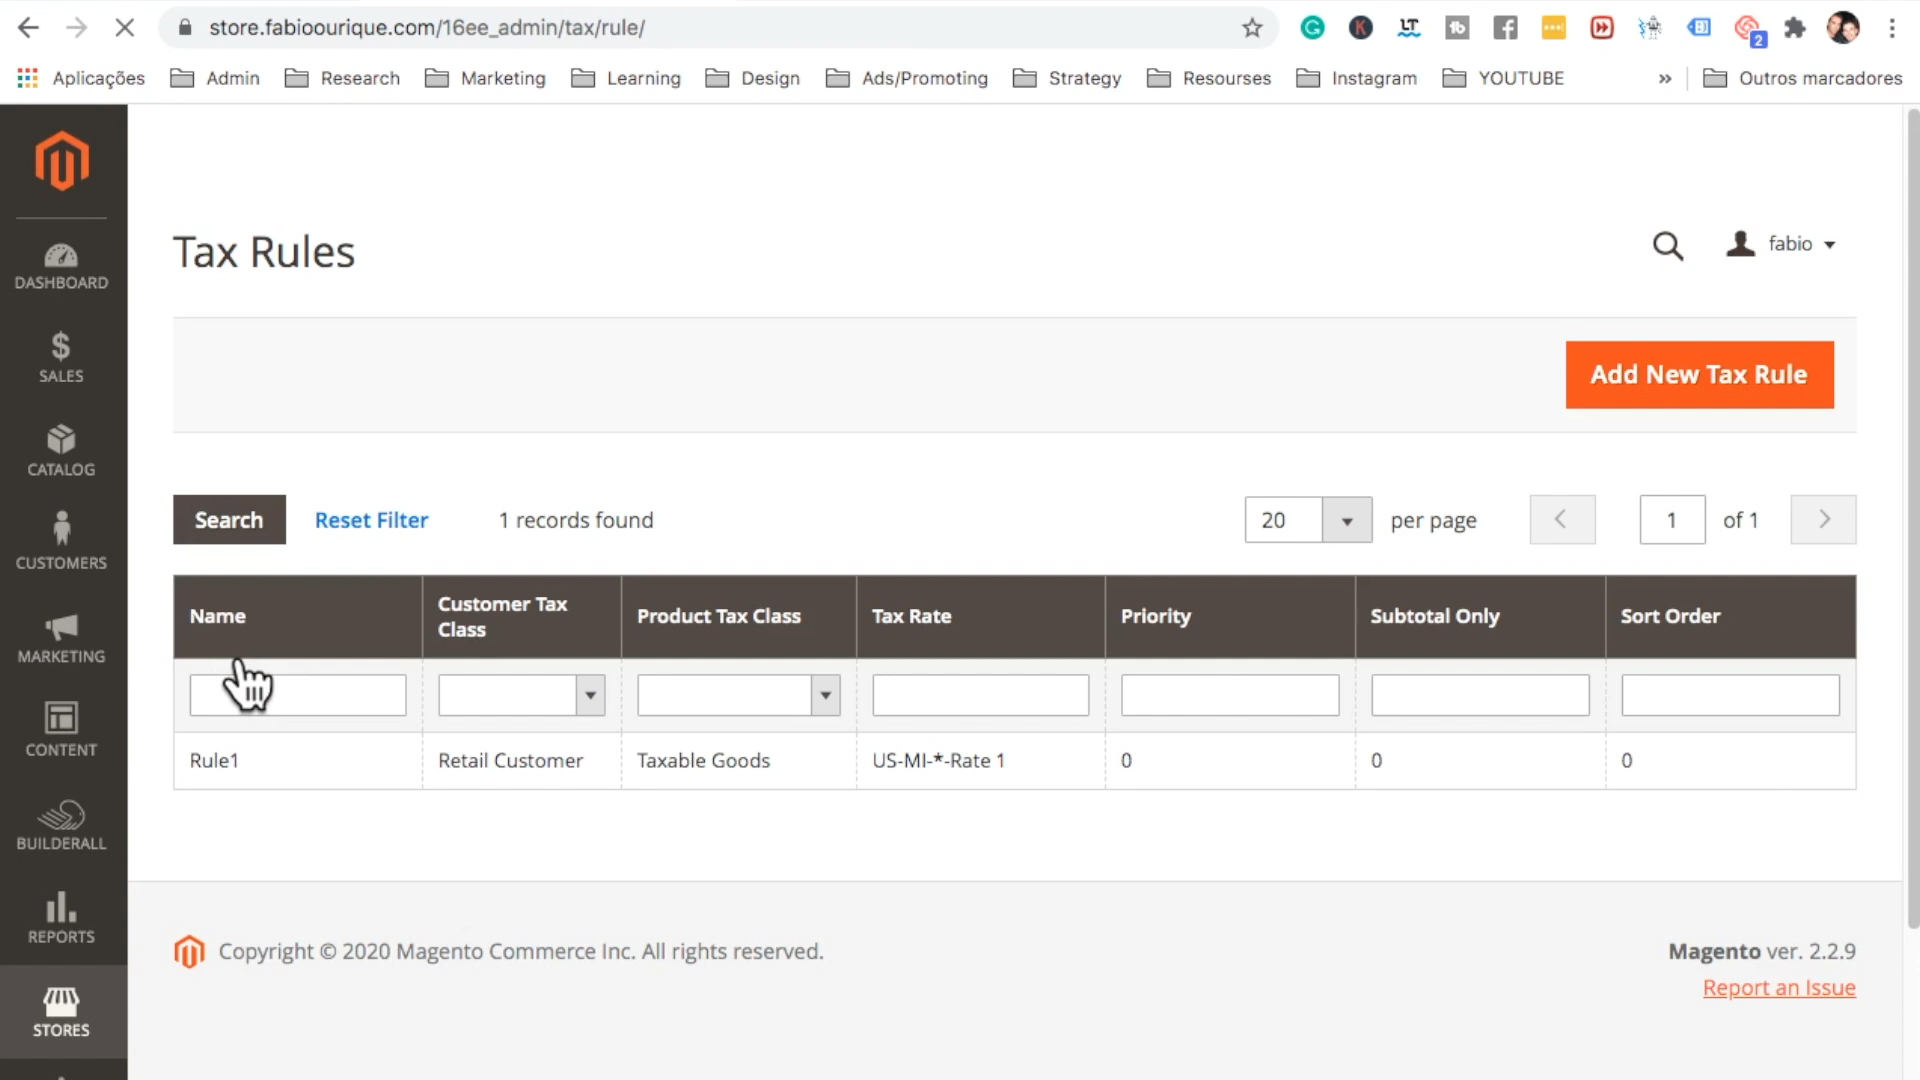 store.fabioourique.com/16ee_admin/tax/rule/
2
Aplicações Admin Research Marketing Learning Design Ads/Promoting Strategy Resourses Instagram YOUTUBE » Outros marcadores
DASHBOARD
SALES
CATALOG
CUSTOMERS
MARKETING
CONTENT
BUILDERALL
REPORTS
STORES
Tax Rules
fabio
Add New Tax Rule
Search Reset Filter 1 records found 20 per page 1 of 1
Name Customer Tax Class Product Tax Class Tax Rate Priority Subtotal Only Sort Order
Rule1 Retail Customer Taxable Goods US-MI-*-Rate 1 0 0 0
Copyright © 2020 Magento Commerce Inc. All rights reserved.
Magento ver. 2.2.9
Report an Issue